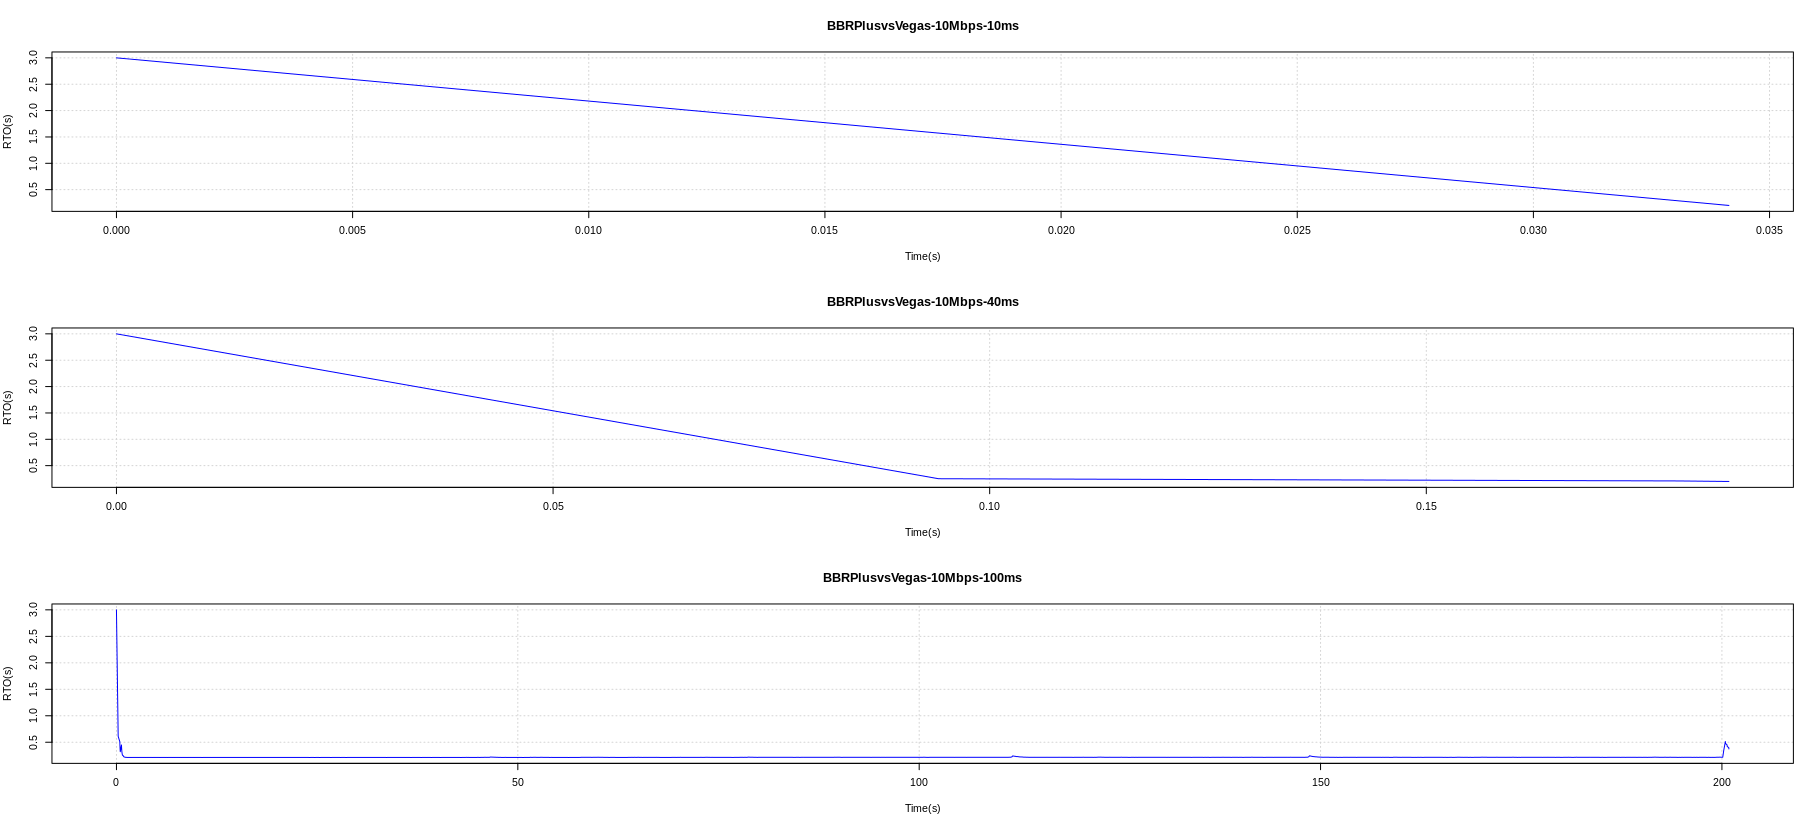 BBRPlusvsVegas-10Mbps-10ms
RTO(s)
3.0
2.5
2.0
1.5
1.0
0.5
0.000 0.005 0.010 0.015 0.020 0.025 0.030 0.035
Time(s)
BBRPlusvsVegas-10Mbps-40ms
RTO(s)
3.0
2.5
2.0
1.5
1.0
0.5
0.00 0.05 0.10 0.15
Time(s)
BBRPlusvsVegas-10Mbps-100ms
RTO(s)
3.0
2.5
2.0
1.5
1.0
0.5
0 50 100 150 200
Time(s)